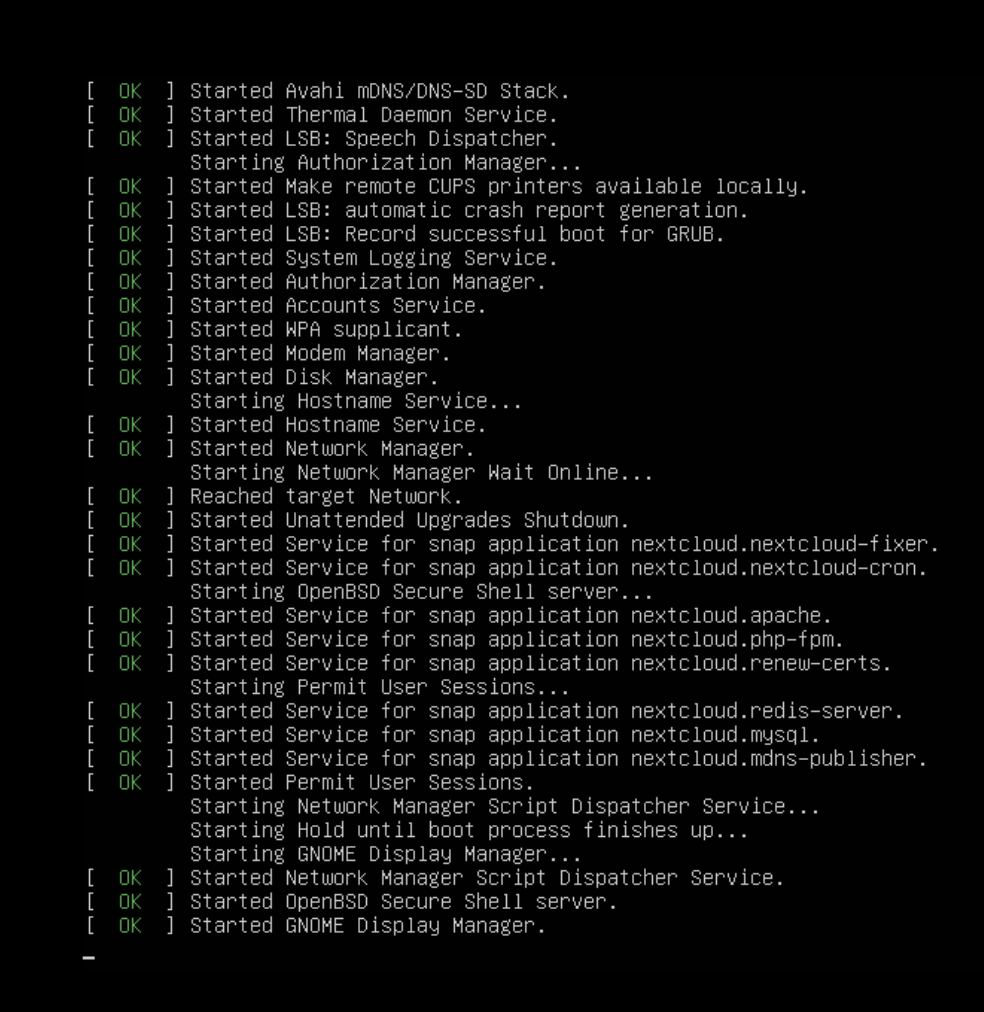 [  OK  ] Started Avahi mDNS/DNS-SD Stack.
[  OK  ] Started Thermal Daemon Service.
[  OK  ] Started LSB: Speech Dispatcher.
         Starting Authorization Manager...
[  OK  ] Started Make remote CUPS printers available locally.
[  OK  ] Started LSB: automatic crash report generation.
[  OK  ] Started LSB: Record successful boot for GRUB.
[  OK  ] Started System Logging Service.
[  OK  ] Started Authorization Manager.
[  OK  ] Started Accounts Service.
[  OK  ] Started WPA supplicant.
[  OK  ] Started Modem Manager.
[  OK  ] Started Disk Manager.
         Starting Hostname Service...
[  OK  ] Started Hostname Service.
[  OK  ] Started Network Manager.
         Starting Network Manager Wait Online...
[  OK  ] Reached target Network.
[  OK  ] Started Unattended Upgrades Shutdown.
[  OK  ] Started Service for snap application nextcloud.nextcloud-fixer.
[  OK  ] Started Service for snap application nextcloud.nextcloud-cron.
         Starting OpenBSD Secure Shell server...
[  OK  ] Started Service for snap application nextcloud.apache.
[  OK  ] Started Service for snap application nextcloud.php-fpm.
[  OK  ] Started Service for snap application nextcloud.renew-certs.
         Starting Permit User Sessions...
[  OK  ] Started Service for snap application nextcloud.redis-server.
[  OK  ] Started Service for snap application nextcloud.mysql.
[  OK  ] Started Service for snap application nextcloud.mdns-publisher.
[  OK  ] Started Permit User Sessions.
         Starting Network Manager Script Dispatcher Service...
         Starting Hold until boot process finishes up...
         Starting GNOME Display Manager...
[  OK  ] Started Network Manager Script Dispatcher Service.
[  OK  ] Started OpenBSD Secure Shell server.
[  OK  ] Started GNOME Display Manager.